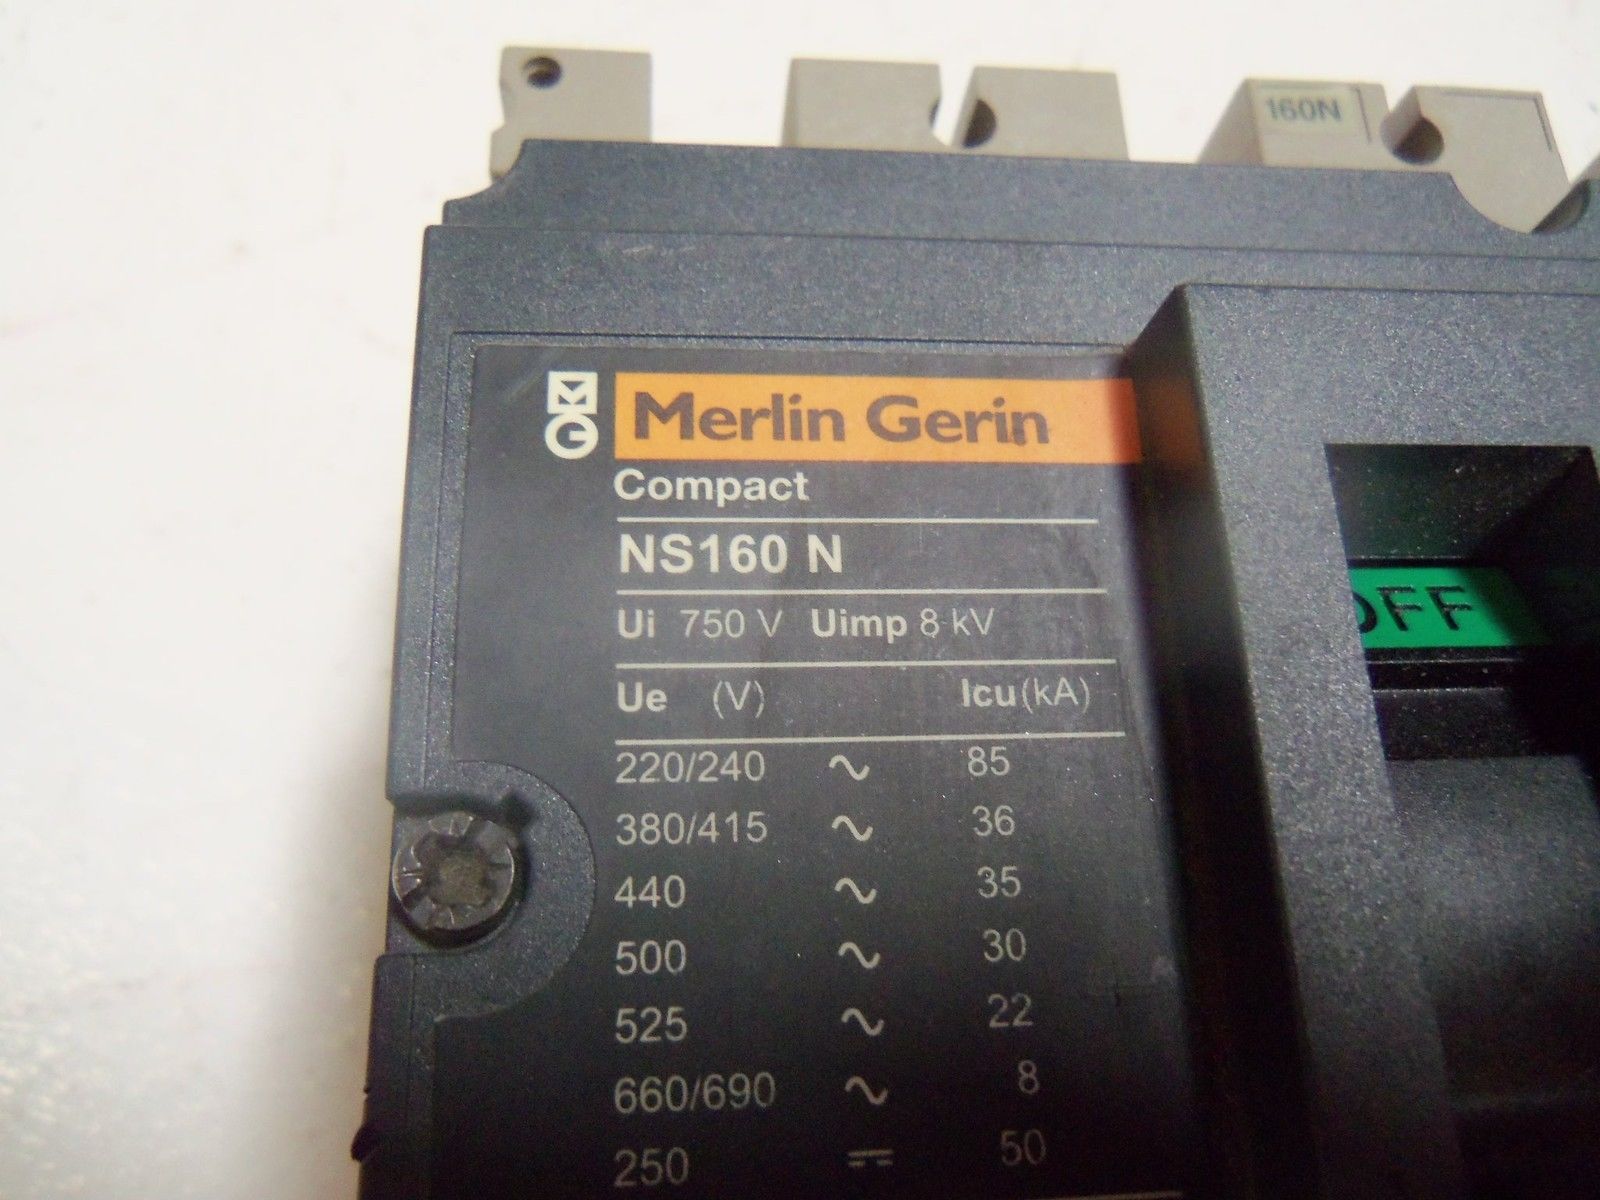 160N
MG
Merlin Gerin
Compact
NS160 N
Ui 750 V Uimp 8 kV
Ue (V) Icu (kA)
220/240 ~ 85
380/415 ~ 36
440 ~ 35
500 ~ 30
525 ~ 22
660/690 ~ 8
250 ⎓ 50
OFF